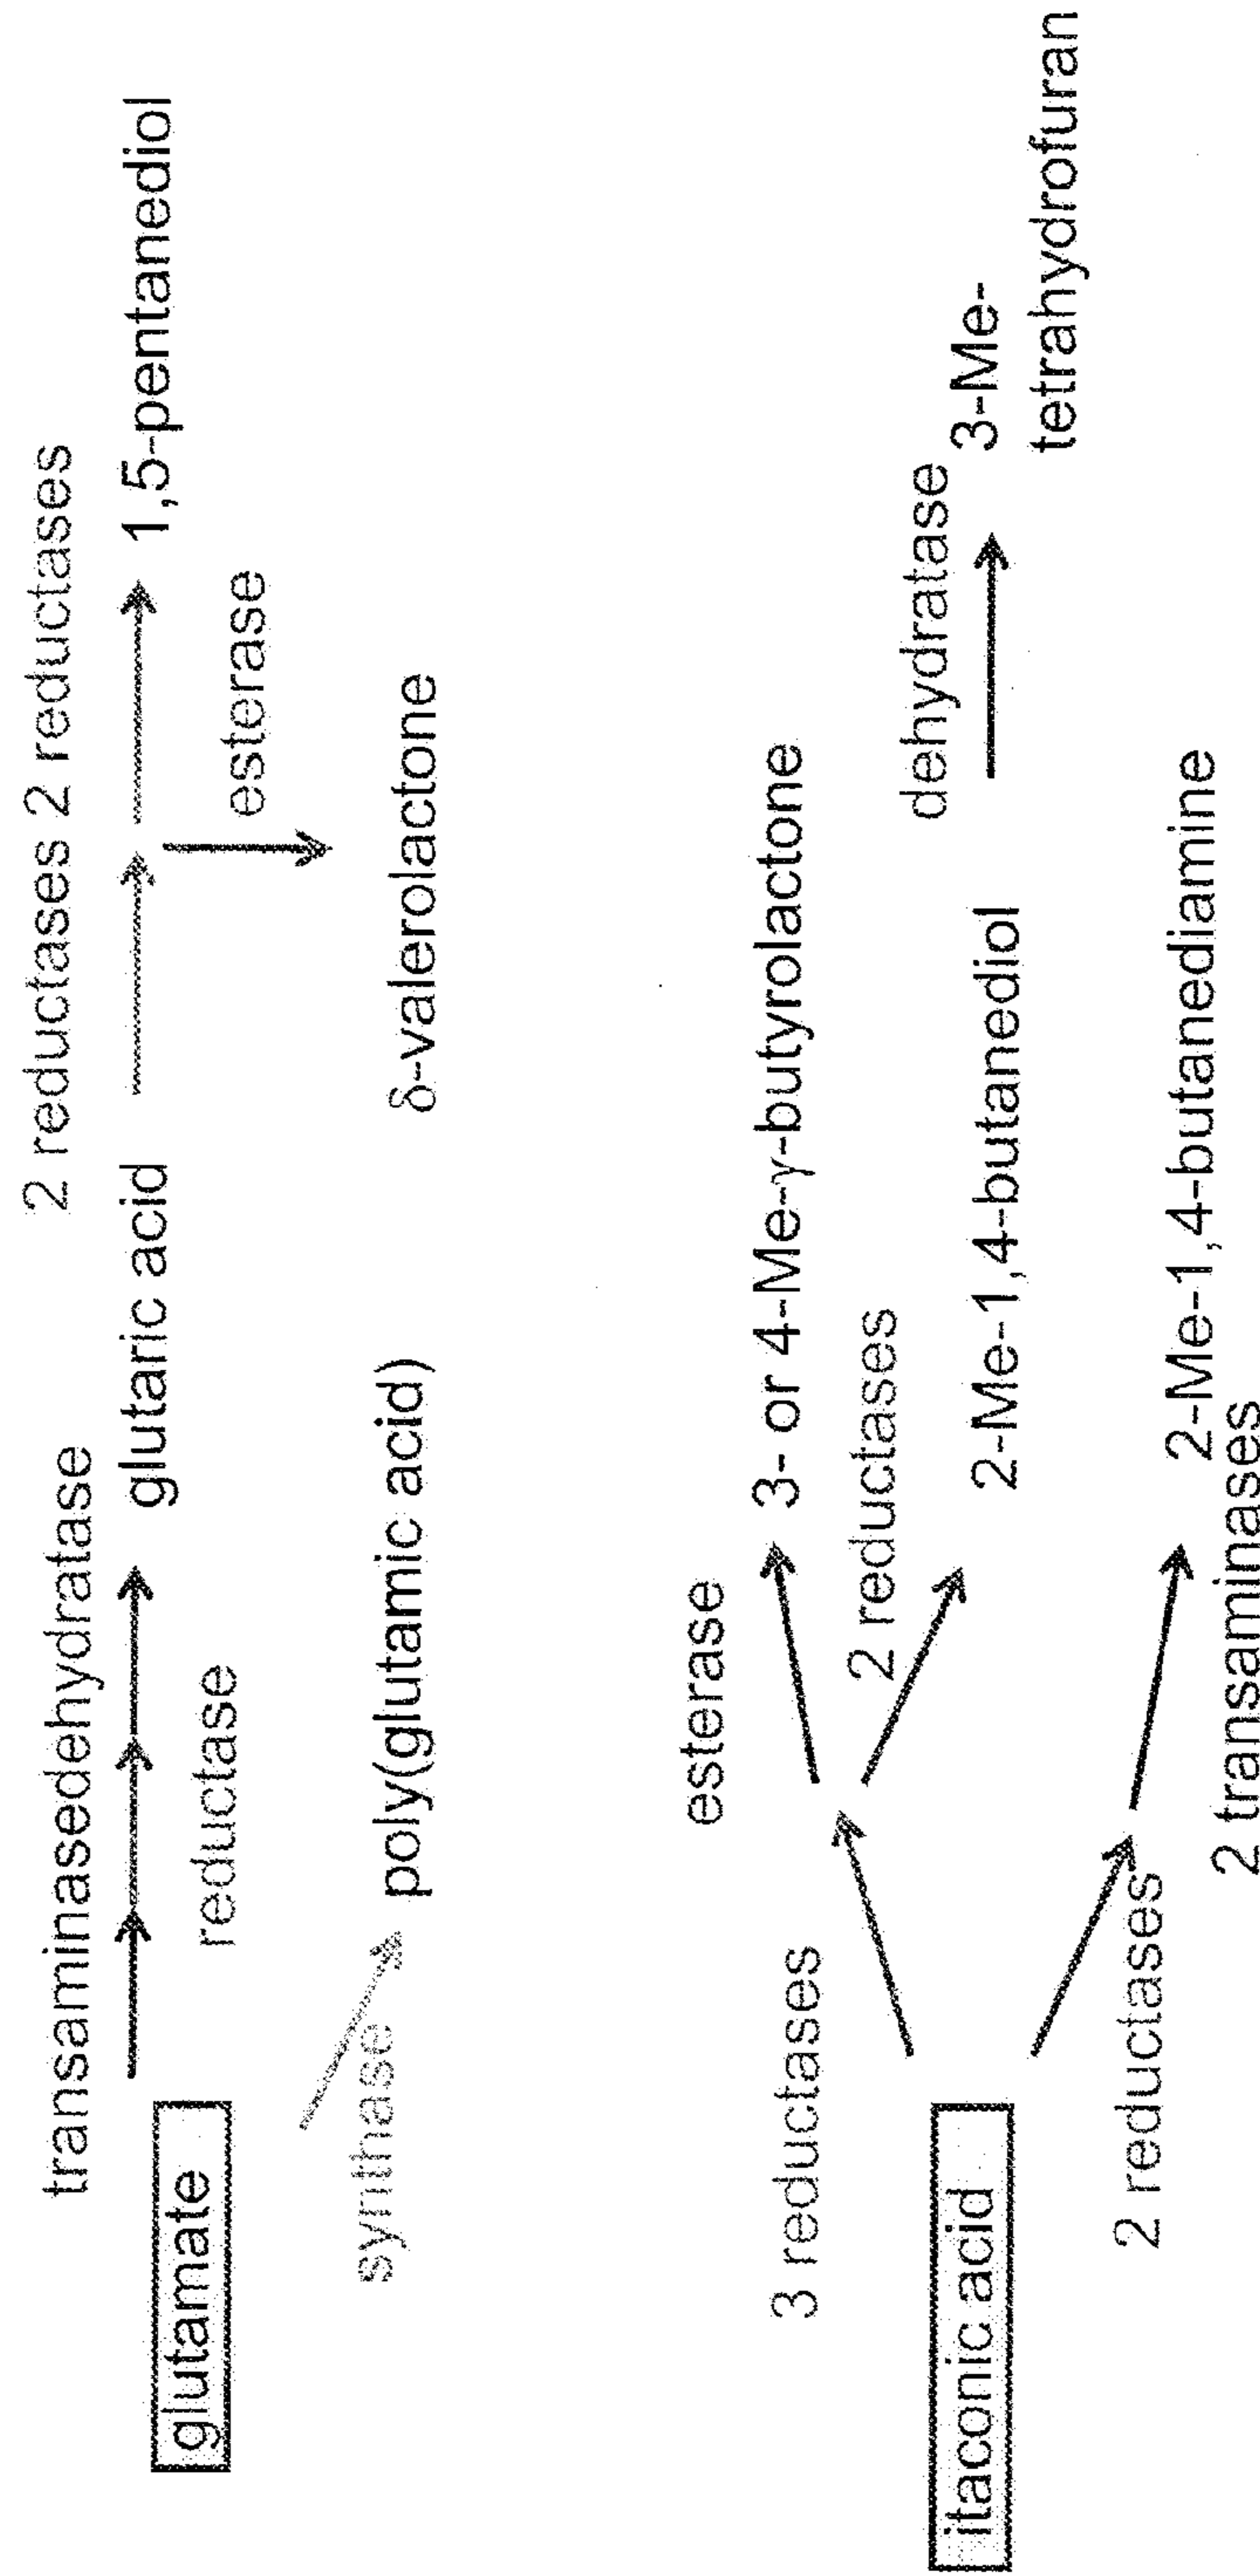 transaminasedehydratase
2 reductases 2 reductases
glutamate
glutaric acid
1,5-pentanediol
reductase
esterase
synthase
poly(glutamic acid)
δ-valerolactone
esterase
3 reductases
3- or 4-Me-γ-butyrolactone
2 reductases
dehydratase
itaconic acid
2-Me-1,4-butanediol
3-Me-
tetrahydrofuran
2 reductases
2-Me-1,4-butanediamine
2 transaminases